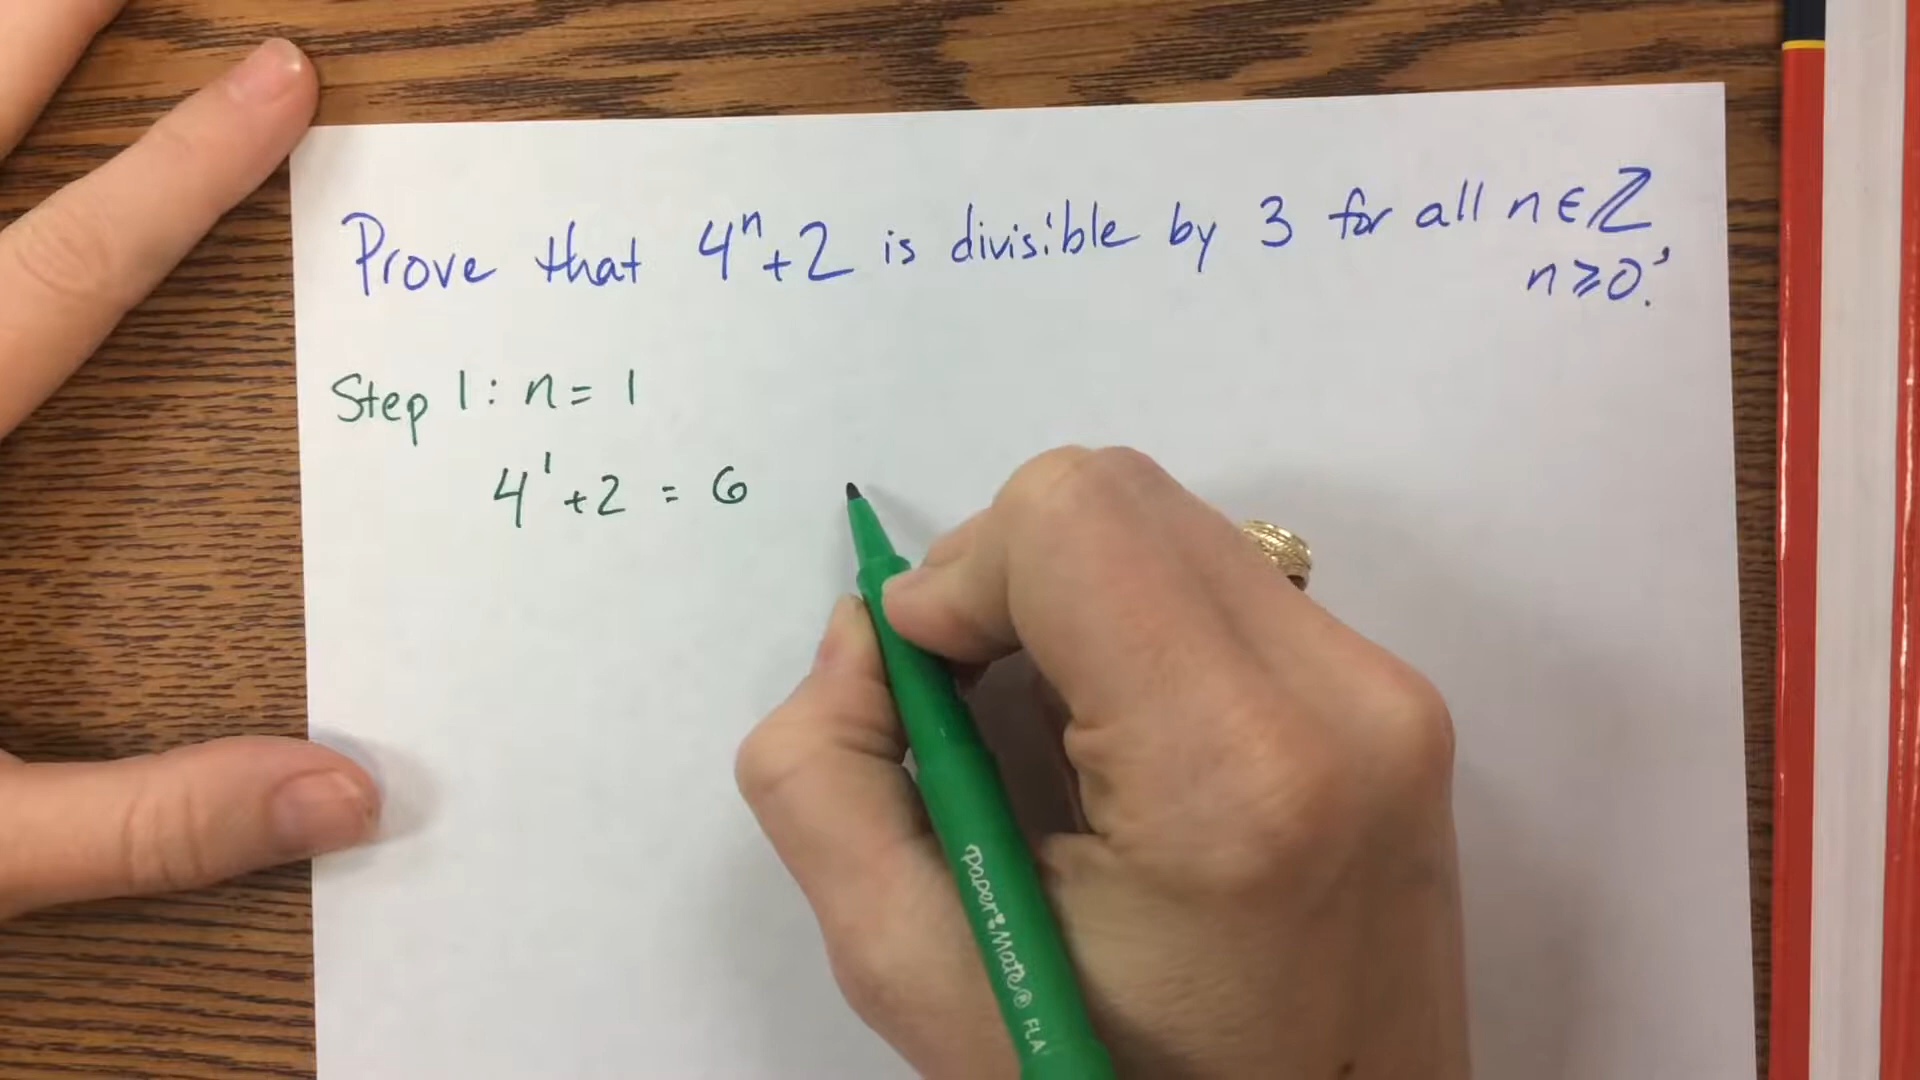 Prove that 4ⁿ+2 is divisible by 3 for all n∈ℤ,
n⩾0.
Step 1: n= 1
4¹+2 = 6
Paper:Mate® FLA